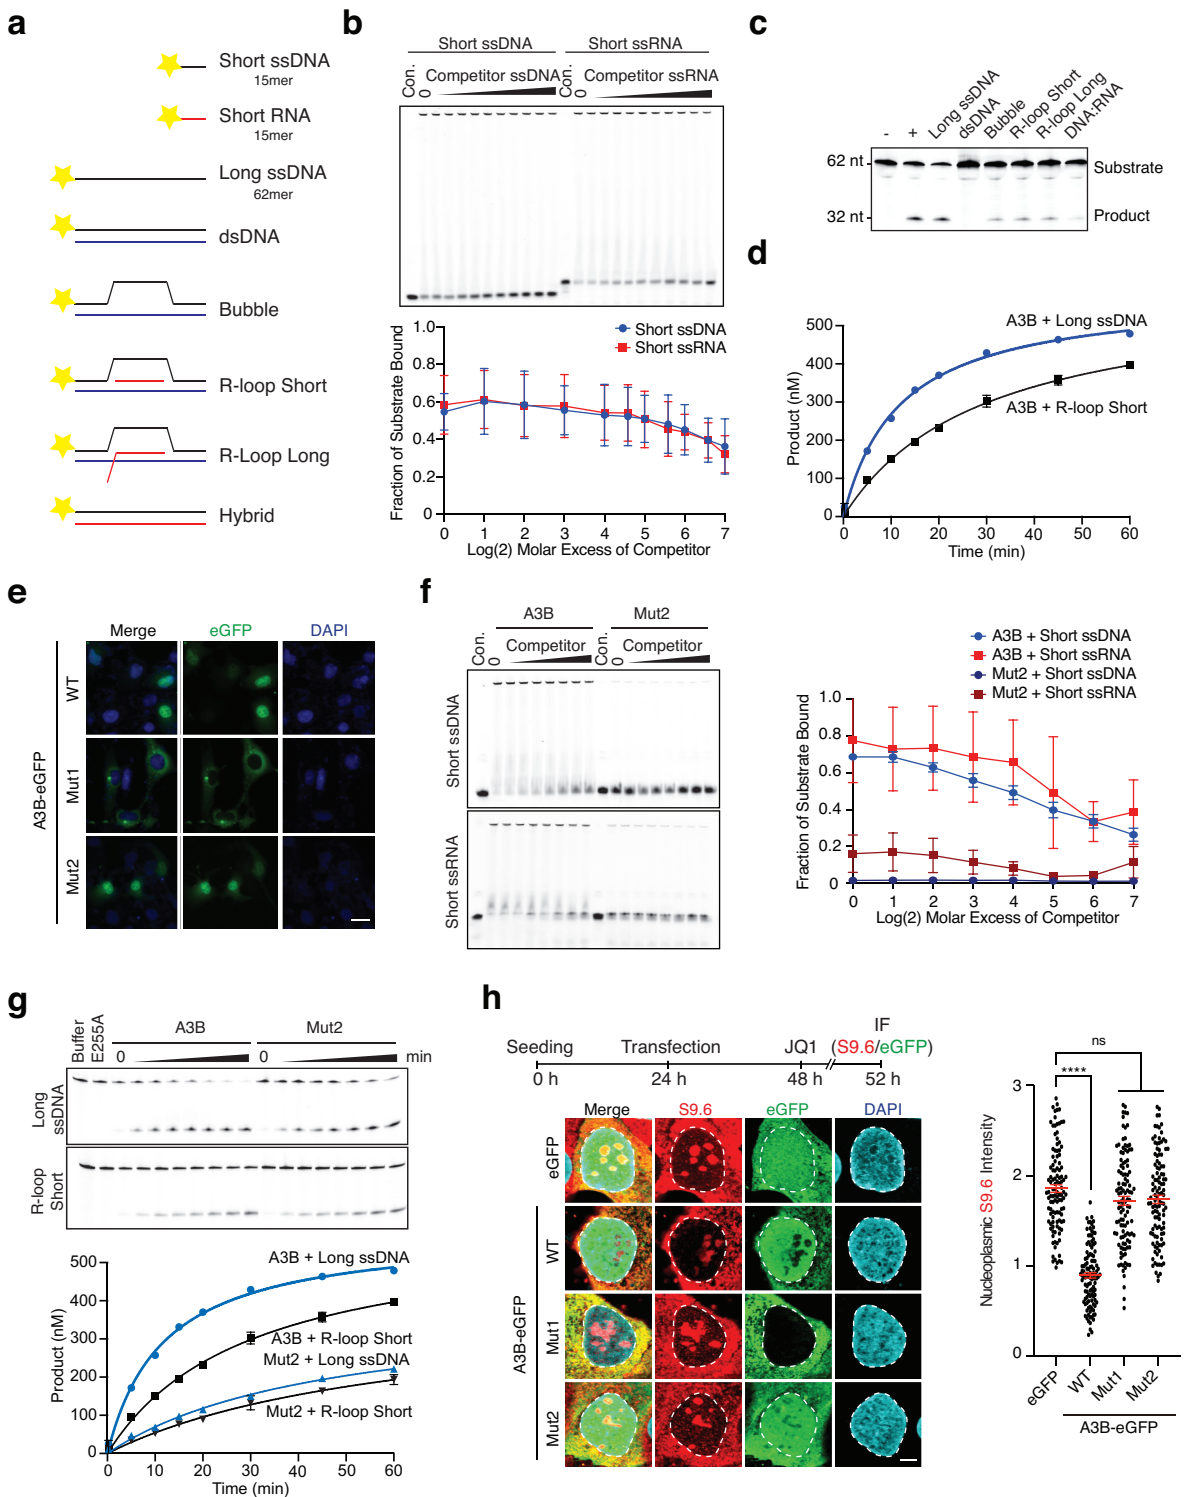 a
Short ssDNA
15mer
Short RNA
15mer
Long ssDNA
62mer
dsDNA
Bubble
R-loop Short
R-Loop Long
Hybrid
b
Short ssDNA
Short ssRNA
Con.
0
Competitor ssDNA
Con.
0
Competitor ssRNA
Short ssDNA
Short ssRNA
Fraction of Substrate Bound
1.0
0.8
0.6
0.4
0.2
0
0 1 2 3 4 5 6 7
Log(2) Molar Excess of Competitor
c
-
+
Long ssDNA
dsDNA
Bubble
R-loop Short
R-loop Long
DNA:RNA
62 nt
Substrate
32 nt
Product
d
Product (nM)
500
400
300
200
100
0
A3B + Long ssDNA
A3B + R-loop Short
0 10 20 30 40 50 60
Time (min)
e
Merge
eGFP
DAPI
A3B-eGFP
WT
Mut1
Mut2
f
A3B
Mut2
Con.
0
Competitor
Con.
0
Competitor
Short ssDNA
Short ssRNA
A3B + Short ssDNA
A3B + Short ssRNA
Mut2 + Short ssDNA
Mut2 + Short ssRNA
Fraction of Substrate Bound
1.0
0.8
0.6
0.4
0.2
0
0 1 2 3 4 5 6 7
Log(2) Molar Excess of Competitor
g
Buffer
E255A
A3B
Mut2
0
0
min
Long ssDNA
R-loop Short
Product (nM)
500
400
300
200
100
0
A3B + Long ssDNA
A3B + R-loop Short
Mut2 + Long ssDNA
Mut2 + R-loop Short
0 10 20 30 40 50 60
Time (min)
h
Seeding
Transfection
JQ1
IF
(S9.6/eGFP)
0 h
24 h
48 h
52 h
Merge
S9.6
eGFP
DAPI
eGFP
A3B-eGFP
WT
Mut1
Mut2
ns
****
Nucleoplasmic S9.6 Intensity
3
2
1
0
eGFP
WT
Mut1
Mut2
A3B-eGFP